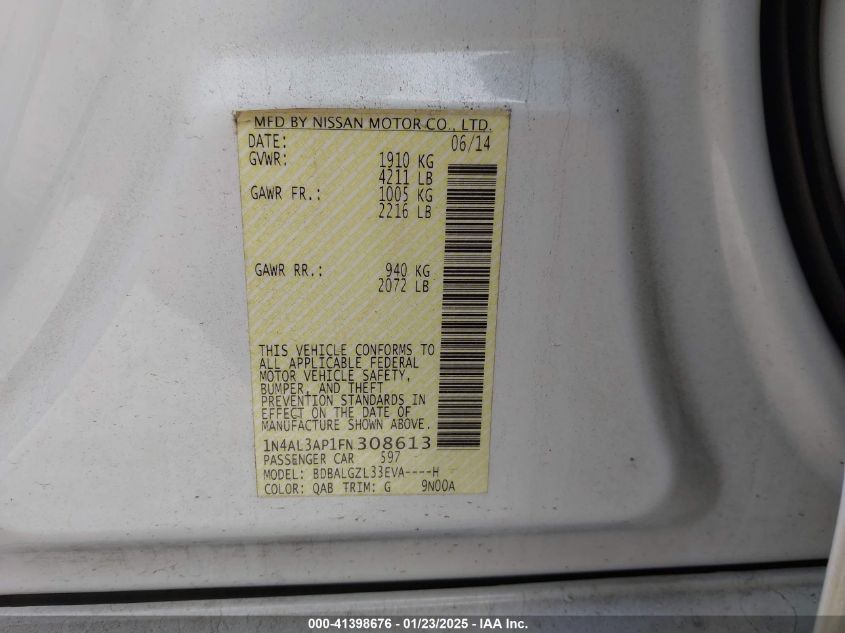 MFD BY NISSAN MOTOR CO., LTD.
DATE: 06/14
GVWR: 1910 KG
4211 LB
GAWR FR.: 1005 KG
2216 LB
GAWR RR.: 940 KG
2072 LB
THIS VEHICLE CONFORMS TO
ALL APPLICABLE FEDERAL
MOTOR VEHICLE SAFETY,
BUMPER, AND THEFT
PREVENTION STANDARDS IN
EFFECT ON THE DATE OF
MANUFACTURE SHOWN ABOVE.
1N4AL3AP1FN308613
PASSENGER CAR 597
MODEL: BDBALGZL33EVA----H
COLOR: QAB TRIM: G 9N00A
000-41398676 / 01/23/2025 / IAA Inc.